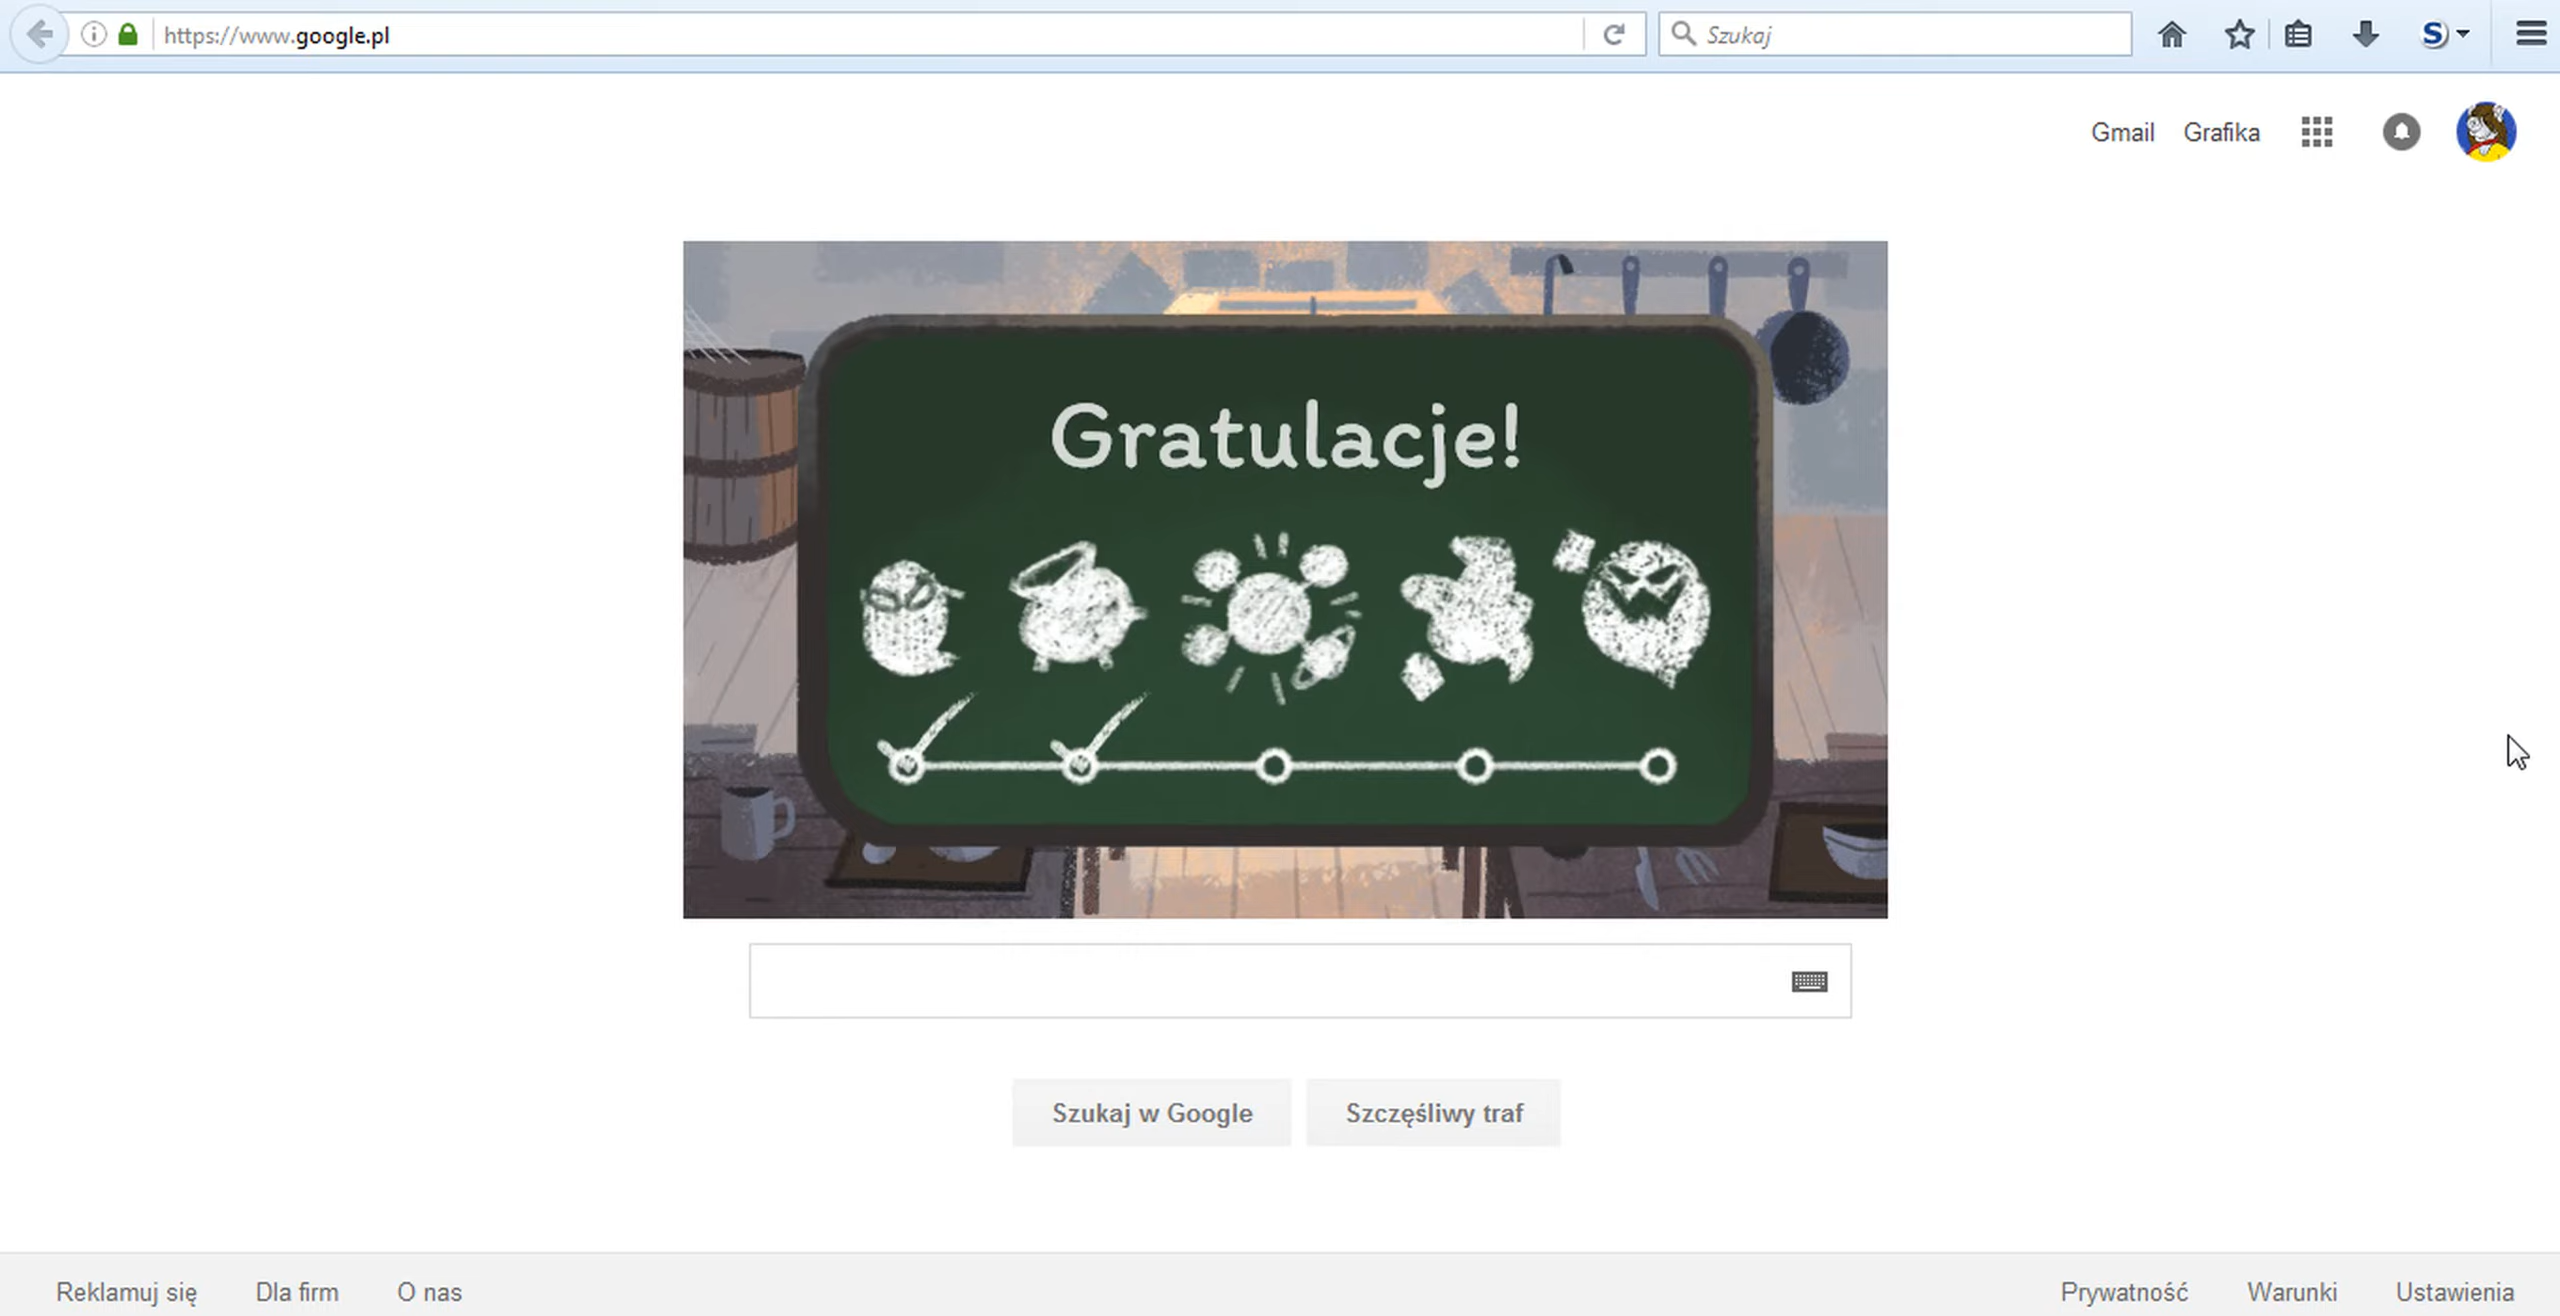 https://www.google.pl
Szukaj
S
Gmail
Grafika
Gratulacje!
Szukaj w Google
Szczęśliwy traf
Reklamuj się
Dla firm
O nas
Prywatność
Warunki
Ustawienia